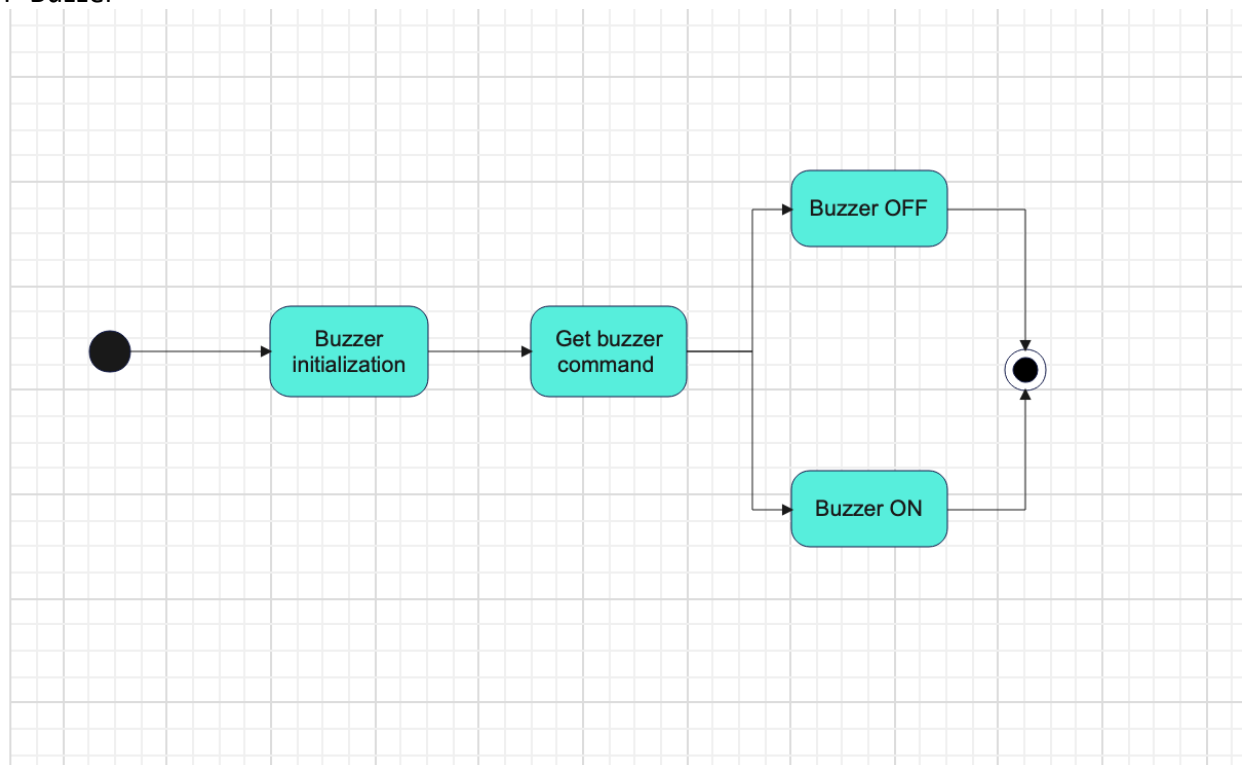 Buzzer
Buzzer OFF
Buzzer
initialization
Get buzzer
command
Buzzer ON